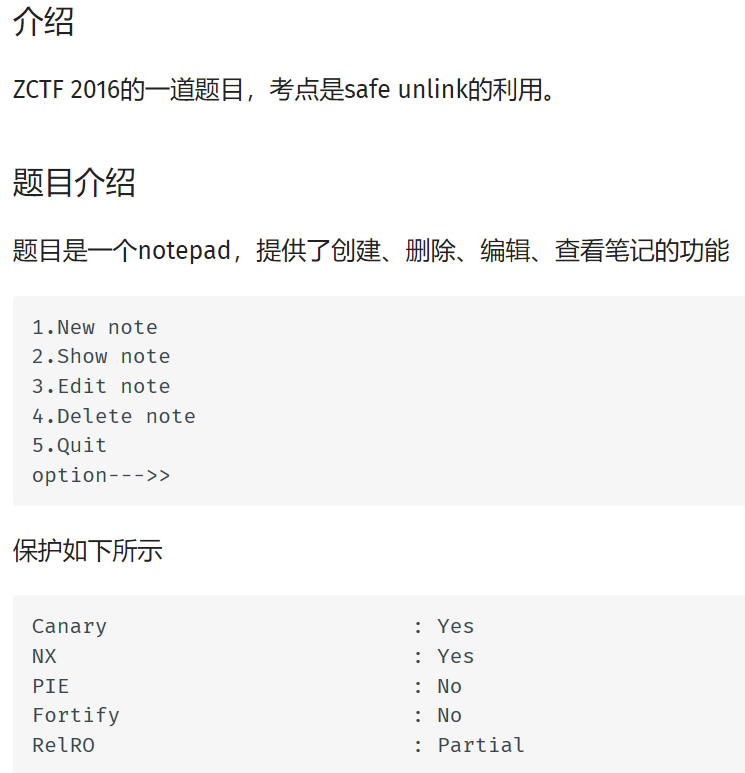 介绍
ZCTF 2016的一道题目，考点是safe unlink的利用。
题目介绍
题目是一个notepad，提供了创建、删除、编辑、查看笔记的功能
1.New note
2.Show note
3.Edit note
4.Delete note
5.Quit
option--->>
保护如下所示
Canary : Yes
NX : Yes
PIE : No
Fortify : No
RelRO : Partial